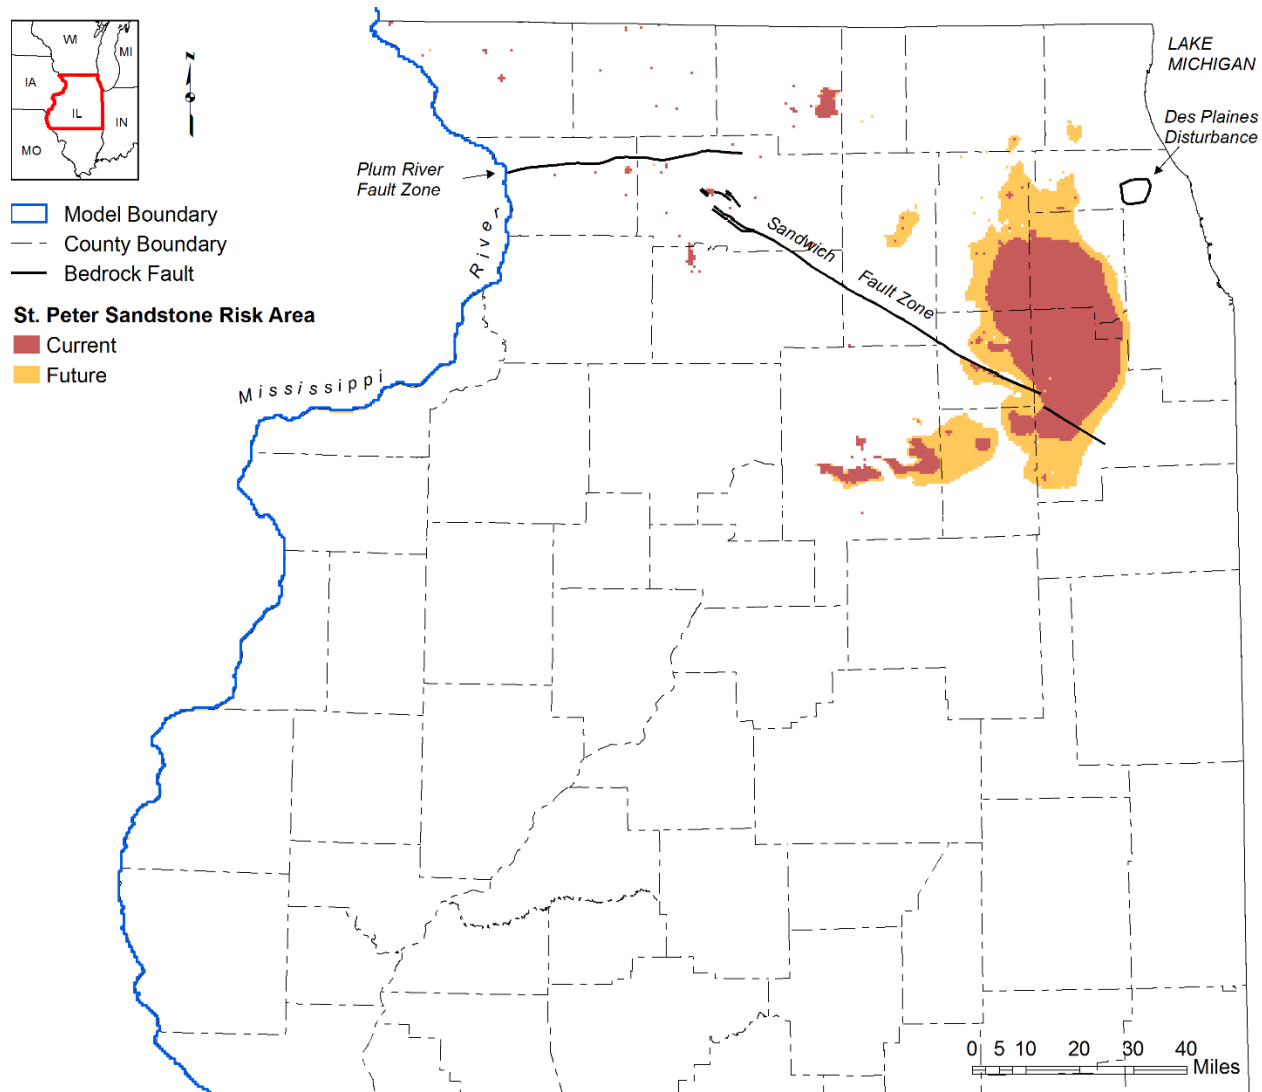 WI
MI
IA
IL
IN
MO
N
LAKE
MICHIGAN
Des Plaines
Disturbance
Plum River
Fault Zone
Model Boundary
County Boundary
Bedrock Fault
St. Peter Sandstone Risk Area
Current
Future
Sandwich
Fault Zone
Mississippi
River
0 5 10 20 30 40
Miles